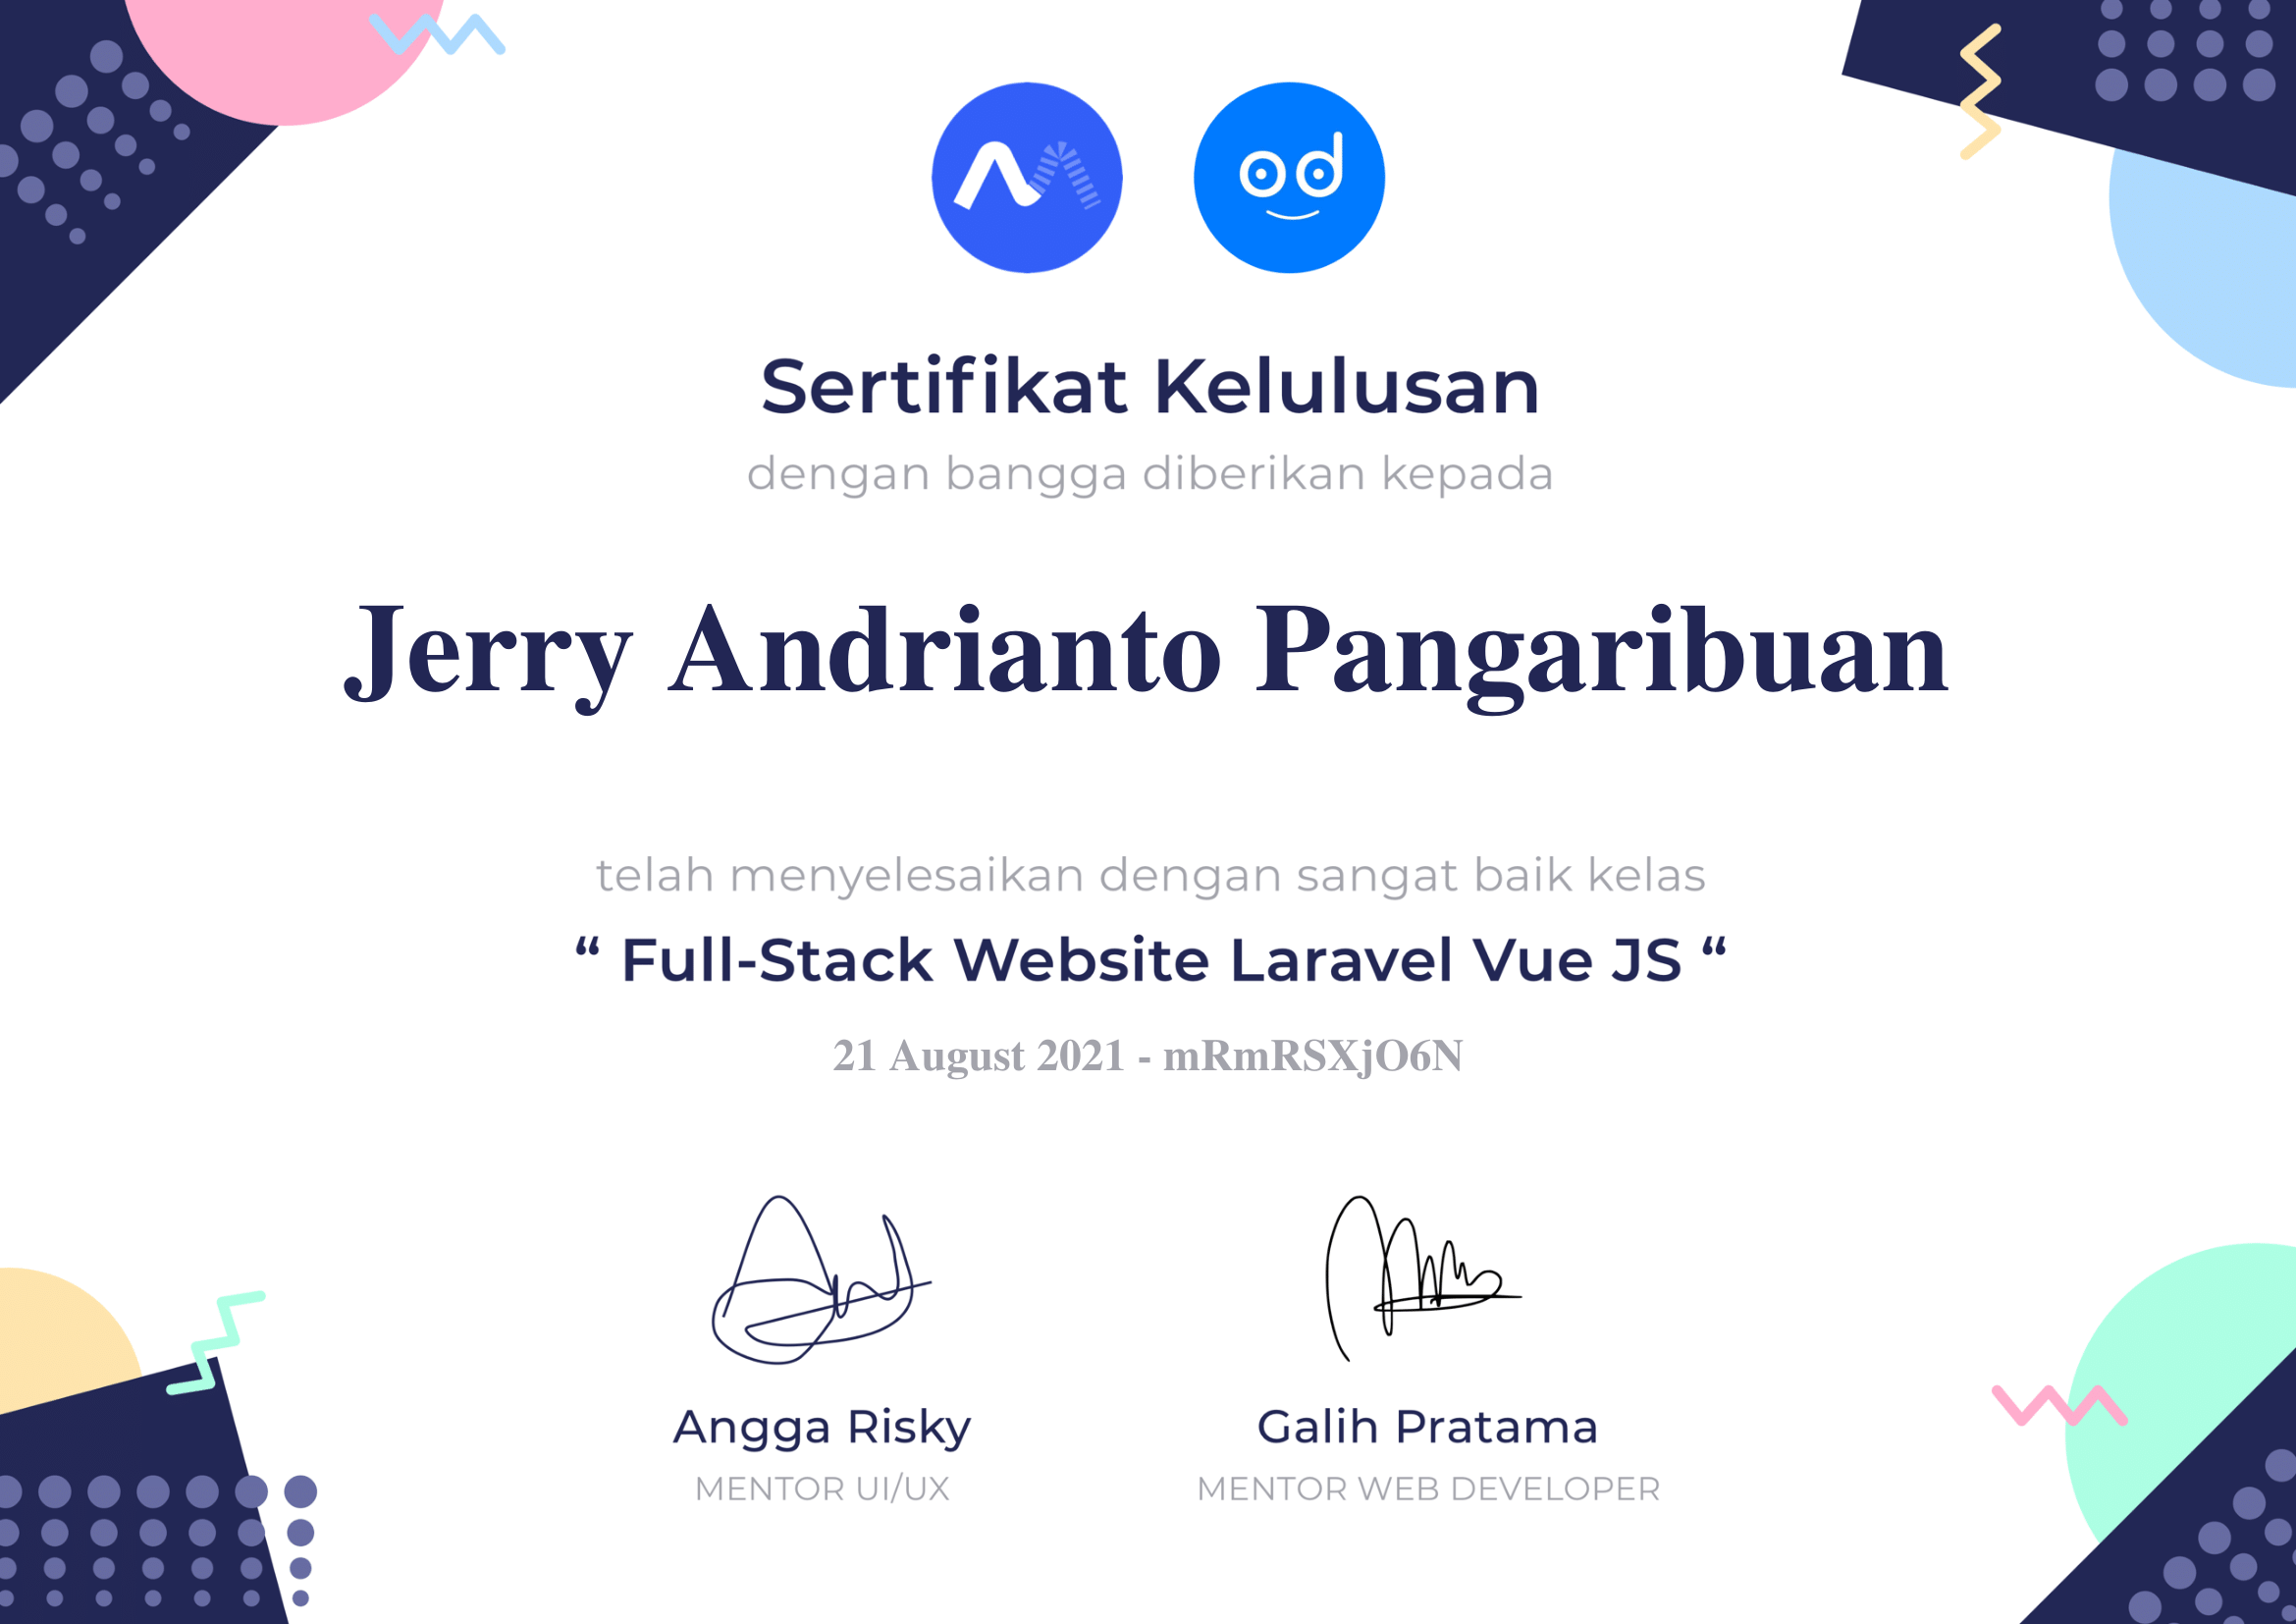 Sertifikat Kelulusan
dengan bangga diberikan kepada
Jerry Andrianto Pangaribuan
telah menyelesaikan dengan sangat baik kelas
“ Full-Stack Website Laravel Vue JS “
21 August 2021 - mRmRSXjO6N
Angga Risky
MENTOR UI/UX
Galih Pratama
MENTOR WEB DEVELOPER